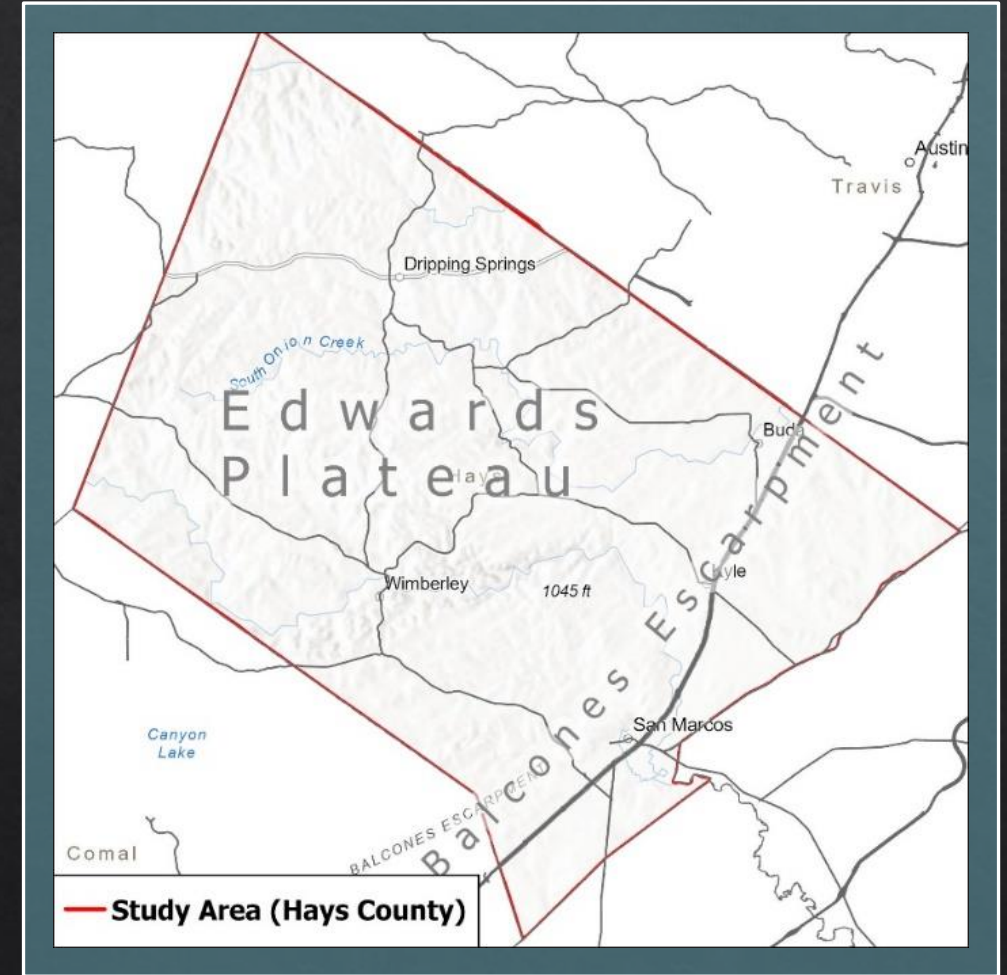 Austin
Travis
Dripping Springs
South Onion Creek
Edwards
Plateau
Hays
Buda
Kyle
Wimberley
1045 ft
Balcones Escarpment
San Marcos
Canyon
Lake
BALCONES ESCARPMENT
Comal
Study Area (Hays County)